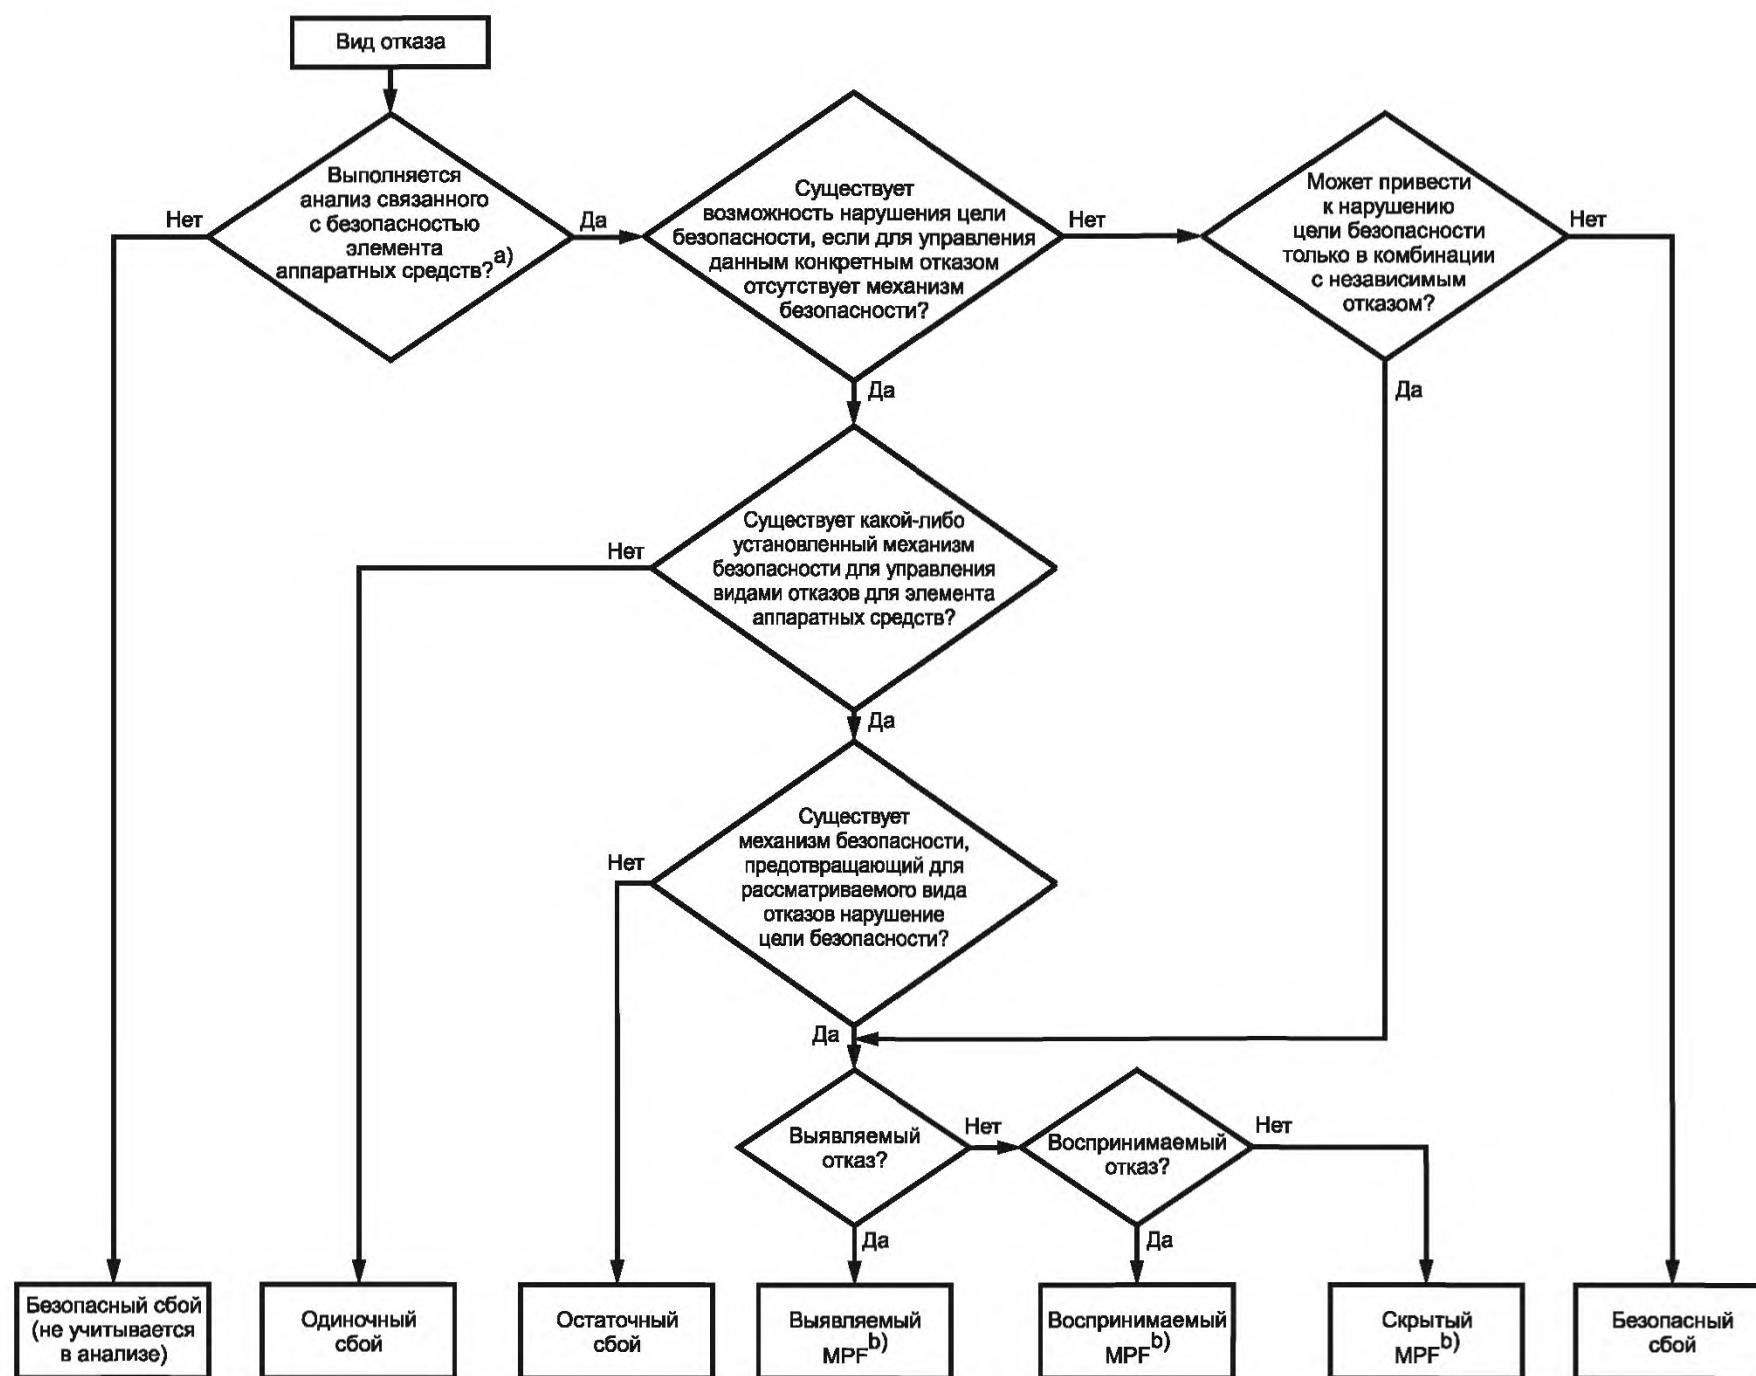 Вид отказа
Выполняется
анализ связанного
с безопасностью
элемента
аппаратных средств?a)
Нет
Да
Существует
возможность нарушения цели
безопасности, если для управления
данным конкретным отказом
отсутствует механизм
безопасности?
Нет
Да
Может привести
к нарушению
цели безопасности
только в комбинации
с независимым
отказом?
Нет
Да
Существует какой-либо
установленный механизм
безопасности для управления
видами отказов для элемента
аппаратных средств?
Нет
Да
Существует
механизм безопасности,
предотвращающий для
рассматриваемого вида
отказов нарушение
цели безопасности?
Нет
Да
Выявляемый
отказ?
Нет
Да
Воспринимаемый
отказ?
Нет
Да
Безопасный сбой
(не учитывается
в анализе)
Одиночный
сбой
Остаточный
сбой
Выявляемый
MPFb)
Воспринимаемый
MPFb)
Скрытый
MPFb)
Безопасный
сбой